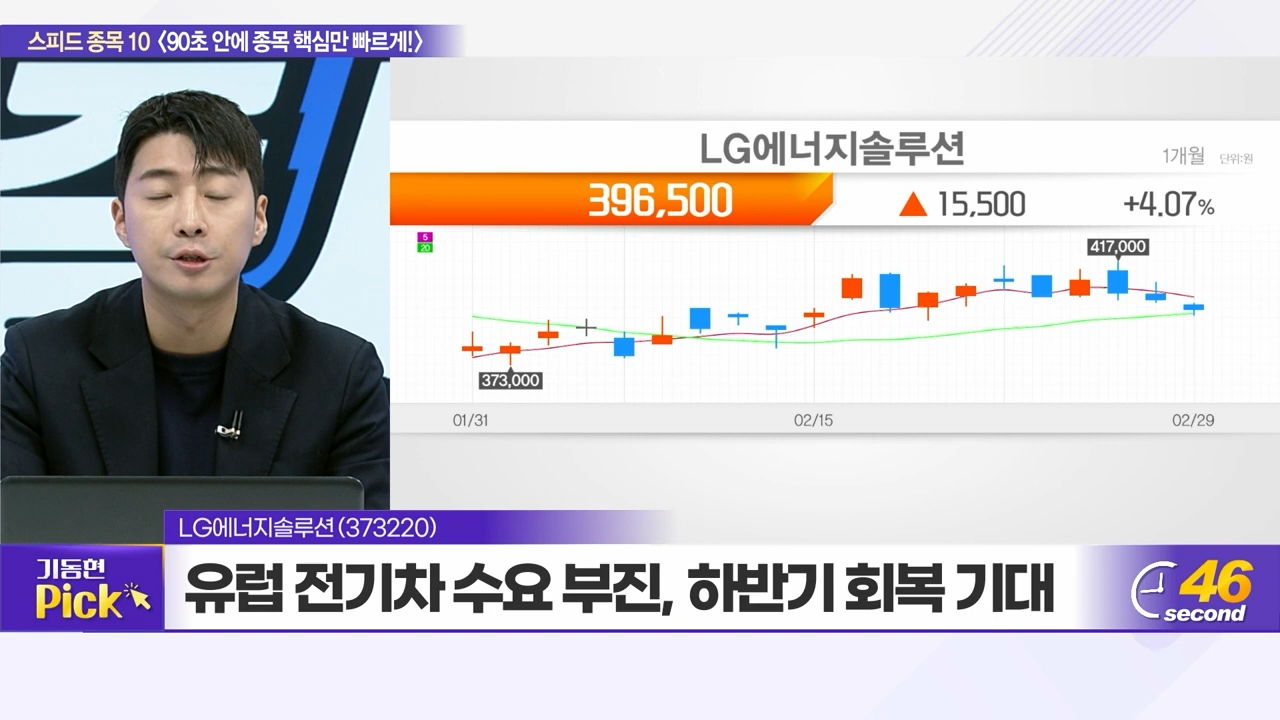 스피드 종목 10 <90초 안에 종목 핵심만 빠르게!>
LG에너지솔루션
1개월 단위:원
396,500 ▲ 15,500 +4.07%
5
20
417,000
373,000
01/31 02/15 02/29
LG에너지솔루션(373220)
기동현
Pick
유럽 전기차 수요 부진, 하반기 회복 기대
46
second